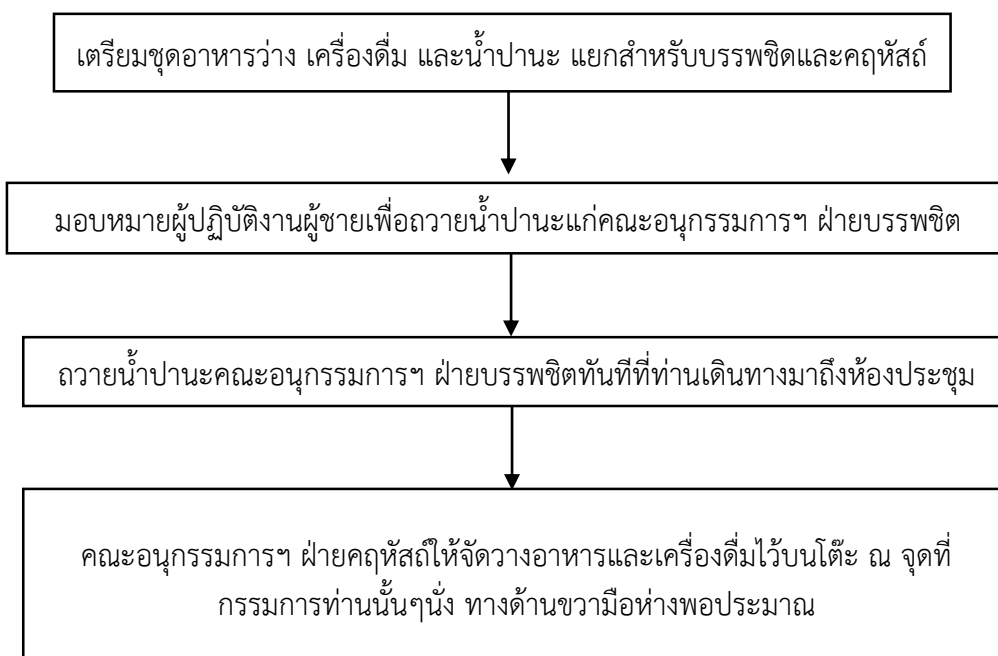 เตรียมชุดอาหารว่าง เครื่องดื่ม และน้ำปานะ แยกสำหรับบรรพชิดและคฤหัสถ์
มอบหมายผู้ปฏิบัติงานผู้ชายเพื่อถวายน้ำปานะแก่คณะอนุกรรมการฯ ฝ่ายบรรพชิต
ถวายน้ำปานะคณะอนุกรรมการฯ ฝ่ายบรรพชิตทันทีที่ท่านเดินทางมาถึงห้องประชุม
คณะอนุกรรมการฯ ฝ่ายคฤหัสถ์ให้จัดวางอาหารและเครื่องดื่มไว้บนโต๊ะ ณ จุดที่
กรรมการท่านนั้นๆนั่ง ทางด้านขวามือห่างพอประมาณ